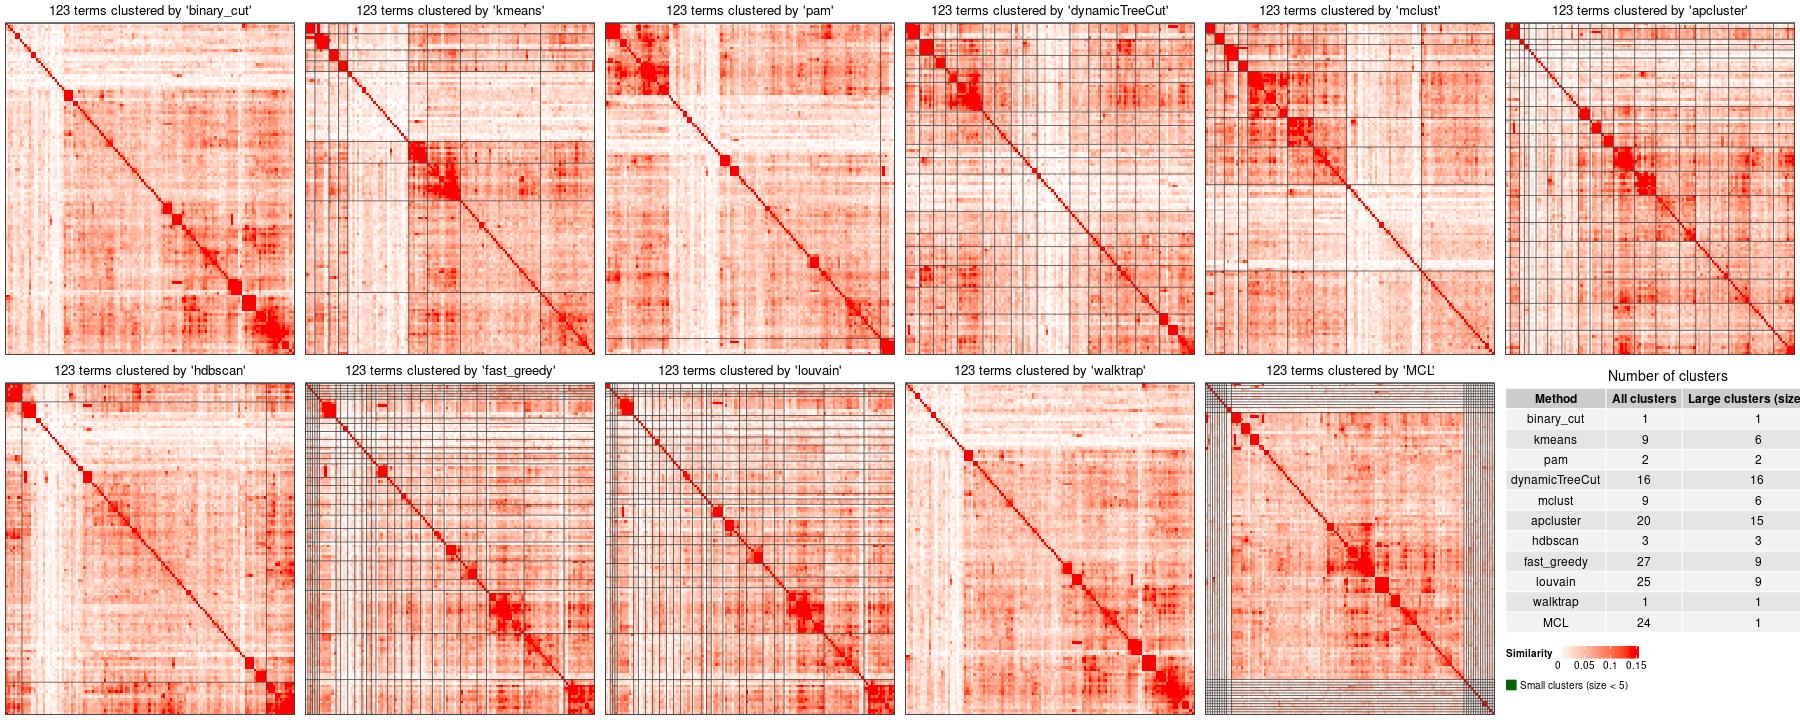 123 terms clustered by 'binary_cut'
123 terms clustered by 'kmeans'
123 terms clustered by 'pam'
123 terms clustered by 'dynamicTreeCut'
123 terms clustered by 'mclust'
123 terms clustered by 'apcluster'
123 terms clustered by 'hdbscan'
123 terms clustered by 'fast_greedy'
123 terms clustered by 'louvain'
123 terms clustered by 'walktrap'
123 terms clustered by 'MCL'
Number of clusters
Method All clusters Large clusters (size
binary_cut 1 1
kmeans 9 6
pam 2 2
dynamicTreeCut 16 16
mclust 9 6
apcluster 20 15
hdbscan 3 3
fast_greedy 27 9
louvain 25 9
walktrap 1 1
MCL 24 1
Similarity
0 0.05 0.1 0.15
Small clusters (size < 5)